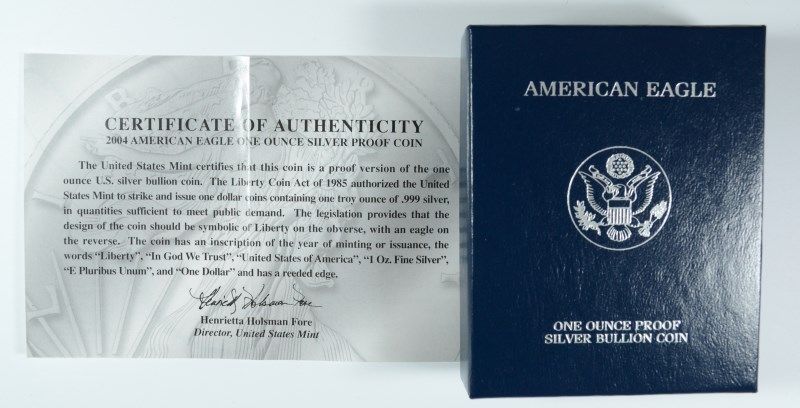 CERTIFICATE OF AUTHENTICITY
2004 AMERICAN EAGLE ONE OUNCE SILVER PROOF COIN
The United States Mint certifies that this coin is a proof version of the one
ounce U.S. silver bullion coin. The Liberty Coin Act of 1985 authorized the United
States Mint to strike and issue one dollar coins containing one troy ounce of .999 silver,
in quantities sufficient to meet public demand. The legislation provides that the
design of the coin should be symbolic of Liberty on the obverse, with an eagle on
the reverse. The coin has an inscription of the year of minting or issuance, the
words “Liberty”, “In God We Trust”, “United States of America”, “1 Oz. Fine Silver”,
“E Pluribus Unum”, and “One Dollar” and has a reeded edge.
Henrietta Holsman Fore
Henrietta Holsman Fore
Director, United States Mint
AMERICAN EAGLE
ONE OUNCE PROOF
SILVER BULLION COIN